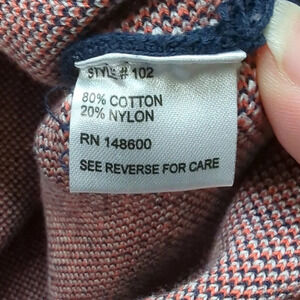 STYLE # 102
80% COTTON
20% NYLON
RN 148600
SEE REVERSE FOR CARE